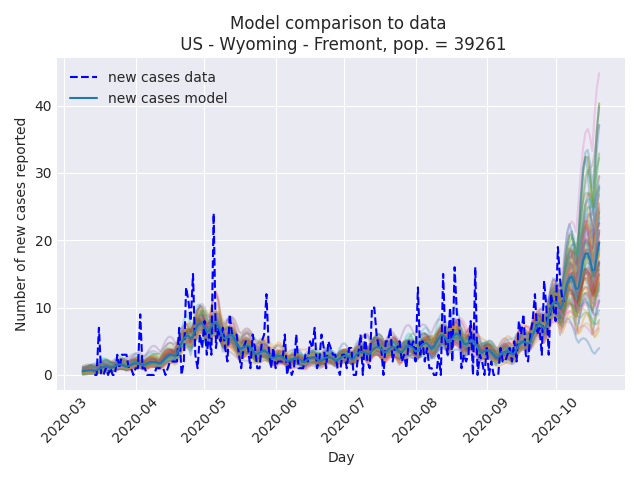 Model comparison to data
US - Wyoming - Fremont, pop. = 39261
new cases data
new cases model
Number of new cases reported
40
30
20
10
0
2020-03
2020-04
2020-05
2020-06
2020-07
2020-08
2020-09
2020-10
Day